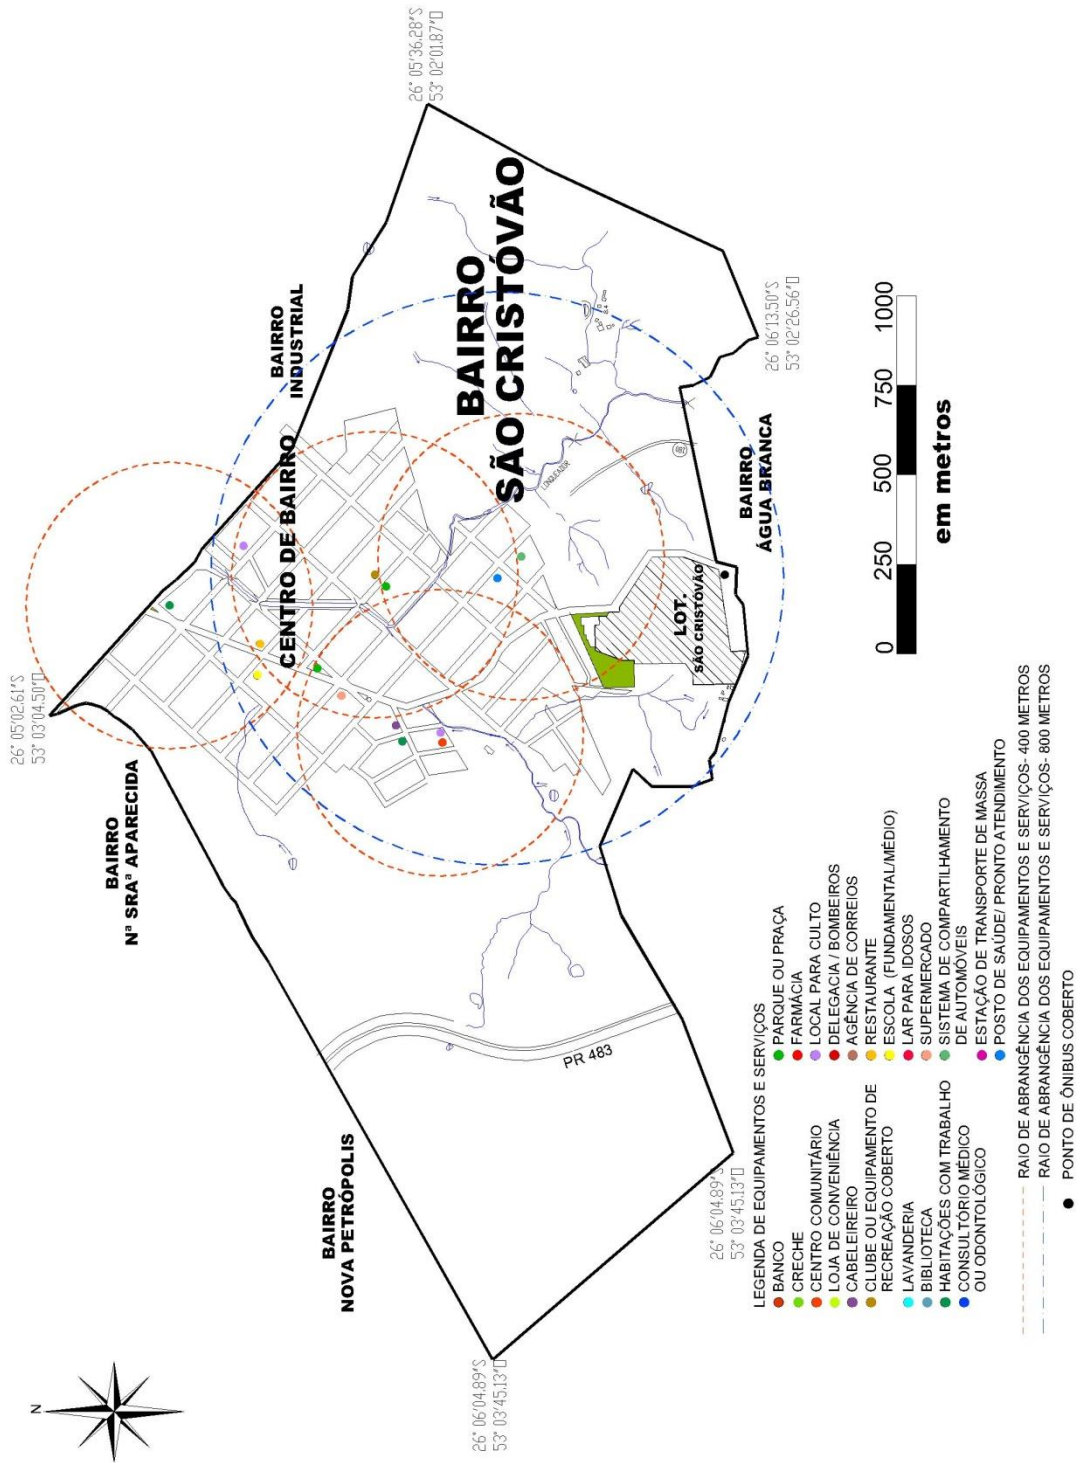 N
26° 05'02.61"S
53° 03'04.50"□
26° 05'36.28"S
53° 02'01.87"□
BAIRRO
Nª SRAª APARECIDA
BAIRRO
INDUSTRIAL
CENTRO DE BAIRRO
BAIRRO
SÃO CRISTÓVÃO
BAIRRO
NOVA PETRÓPOLIS
PR 483
LONQUEADOR
180
LOT.
SÃO CRISTÓVÃO
BAIRRO
ÁGUA BRANCA
26° 06'13.50"S
53° 02'26.56"□
26° 06'04.89"S
53° 03'45.13"□
26° 06'04.89"S
53° 03'45.13"□
0 250 500 750 1000
em metros
LEGENDA DE EQUIPAMENTOS E SERVIÇOS
BANCO
CRECHE
CENTRO COMUNITÁRIO
LOJA DE CONVENIÊNCIA
CABELEIREIRO
CLUBE OU EQUIPAMENTO DE
RECREAÇÃO COBERTO
LAVANDERIA
BIBLIOTECA
HABITAÇÕES COM TRABALHO
CONSULTÓRIO MÉDICO
OU ODONTOLÓGICO
PARQUE OU PRAÇA
FARMÁCIA
LOCAL PARA CULTO
DELEGACIA / BOMBEIROS
AGÊNCIA DE CORREIOS
RESTAURANTE
ESCOLA (FUNDAMENTAL/MÉDIO)
LAR PARA IDOSOS
SUPERMERCADO
SISTEMA DE COMPARTILHAMENTO
DE AUTOMÓVEIS
ESTAÇÃO DE TRANSPORTE DE MASSA
POSTO DE SAÚDE/ PRONTO ATENDIMENTO
RAIO DE ABRANGÊNCIA DOS EQUIPAMENTOS E SERVIÇOS- 400 METROS
RAIO DE ABRANGÊNCIA DOS EQUIPAMENTOS E SERVIÇOS- 800 METROS
PONTO DE ÔNIBUS COBERTO